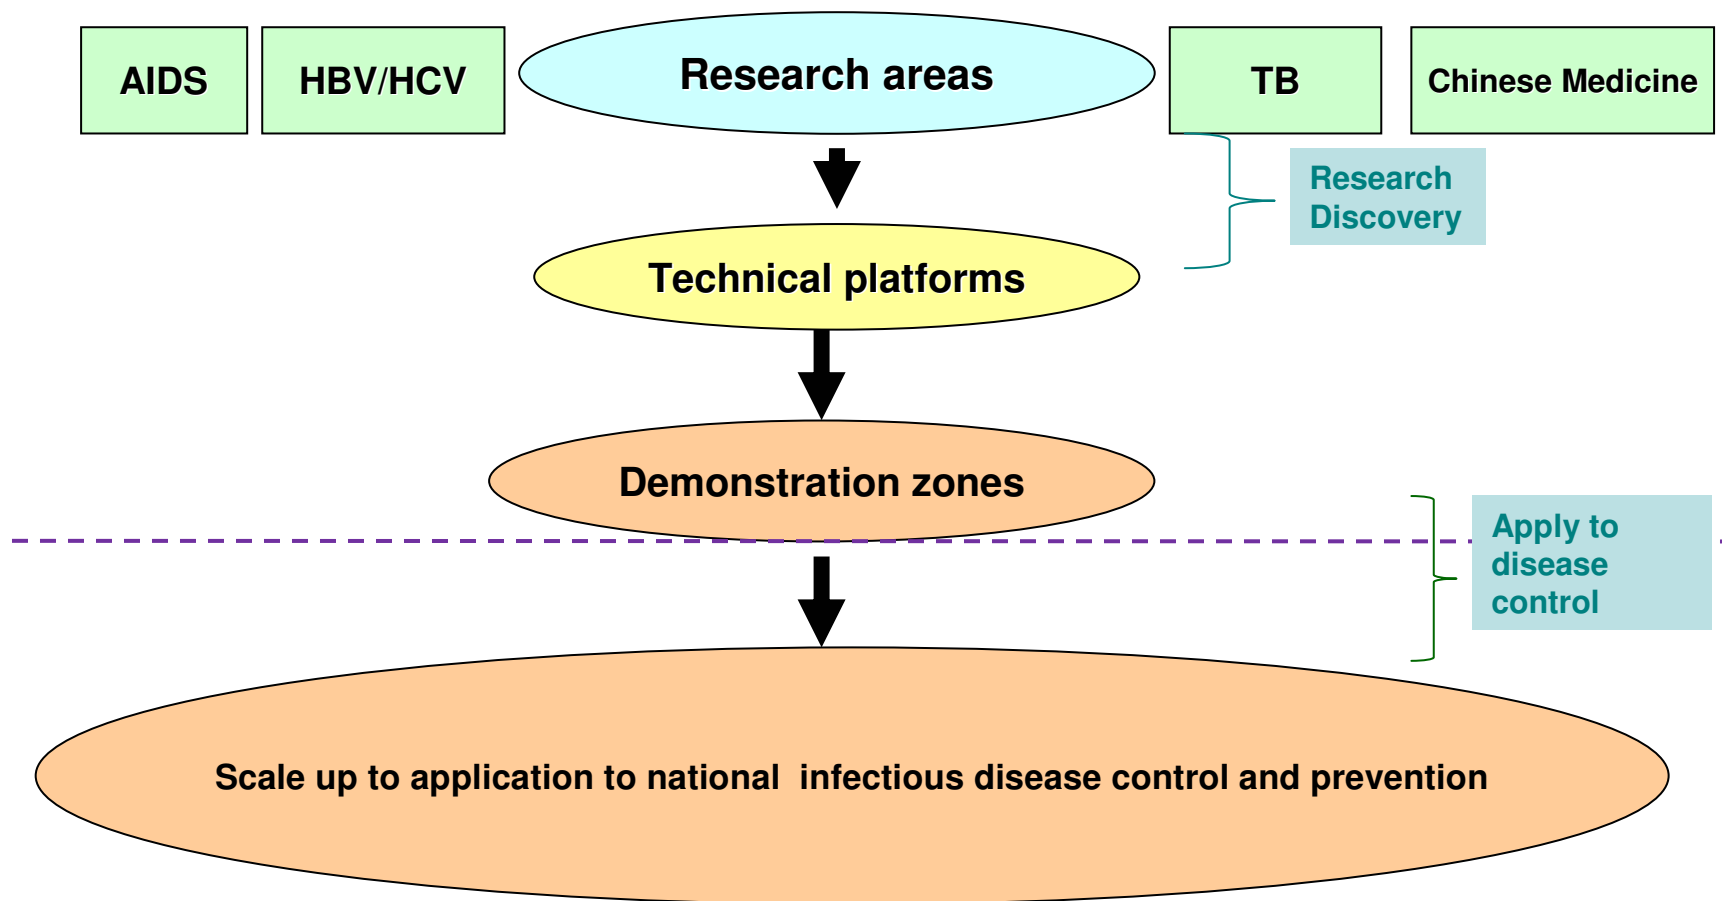 AIDS
HBV/HCV
Research areas
TB
Chinese Medicine
Research
Discovery
Technical platforms
Demonstration zones
Apply to
disease
control
Scale up to application to national  infectious disease control and prevention